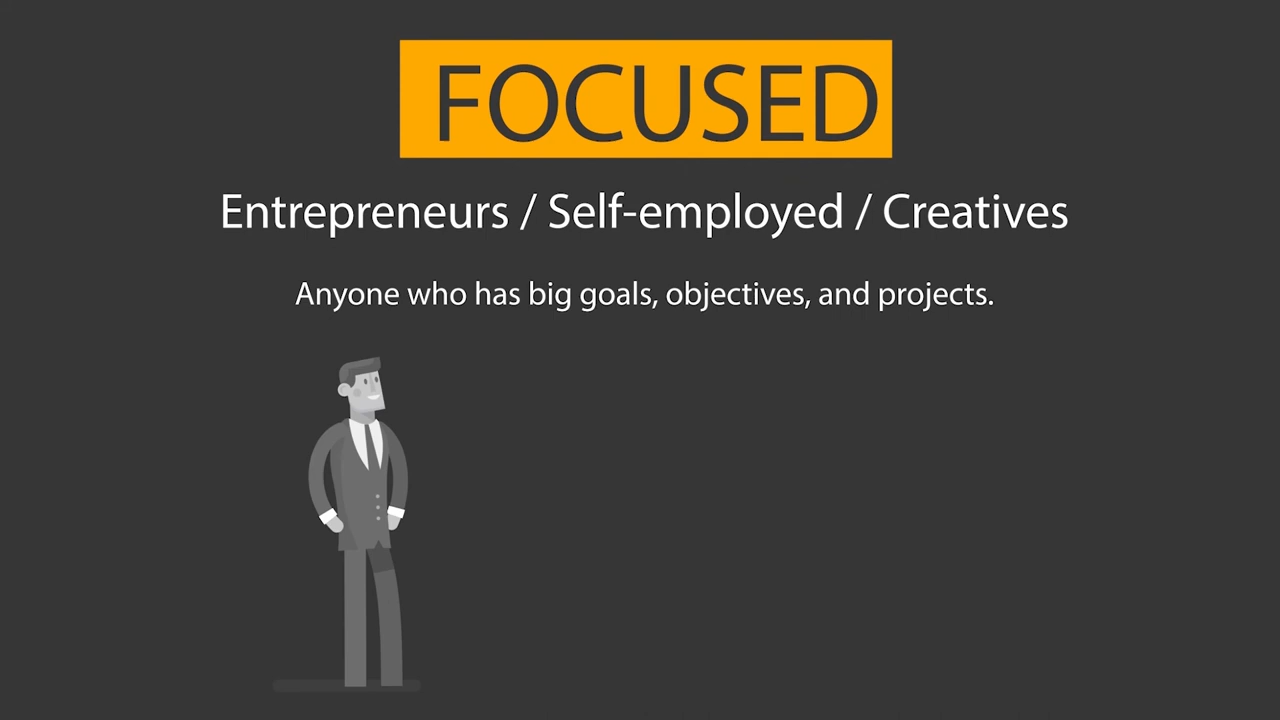 FOCUSED
Entrepreneurs / Self-employed / Creatives
Anyone who has big goals, objectives, and projects.